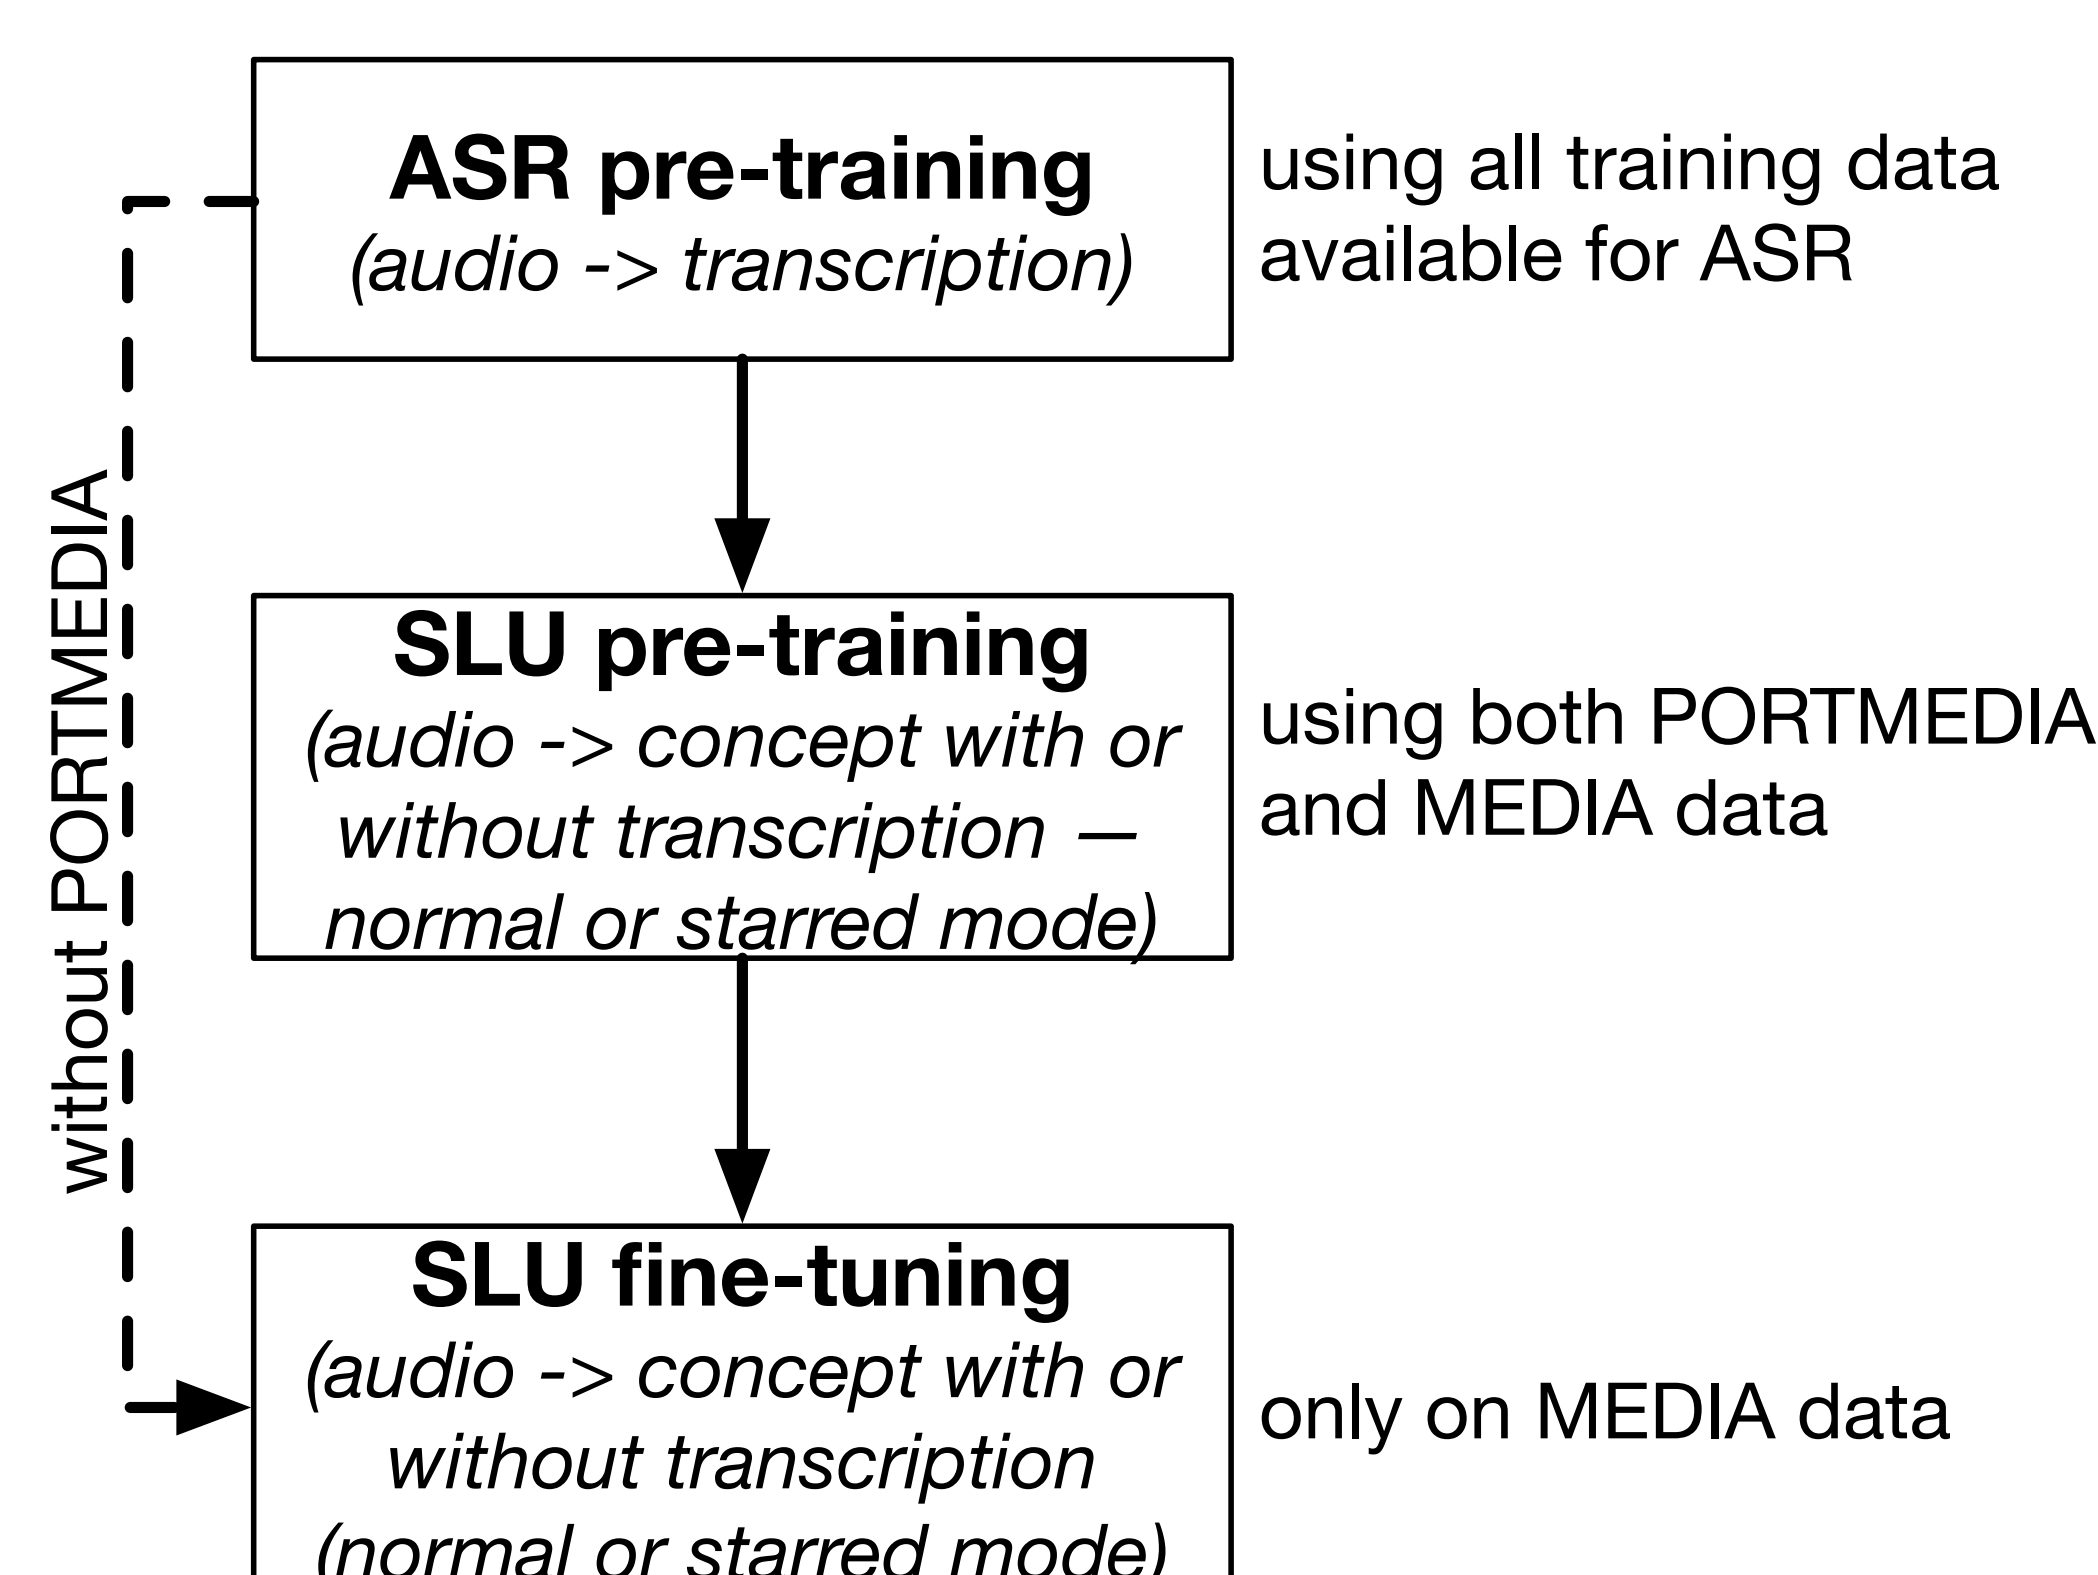 ASR pre-training
(audio -> transcription)
using all training data
available for ASR
without PORTMEDIA
SLU pre-training
(audio -> concept with or
without transcription —
normal or starred mode)
using both PORTMEDIA
and MEDIA data
SLU fine-tuning
(audio -> concept with or
without transcription
(normal or starred mode)
only on MEDIA data